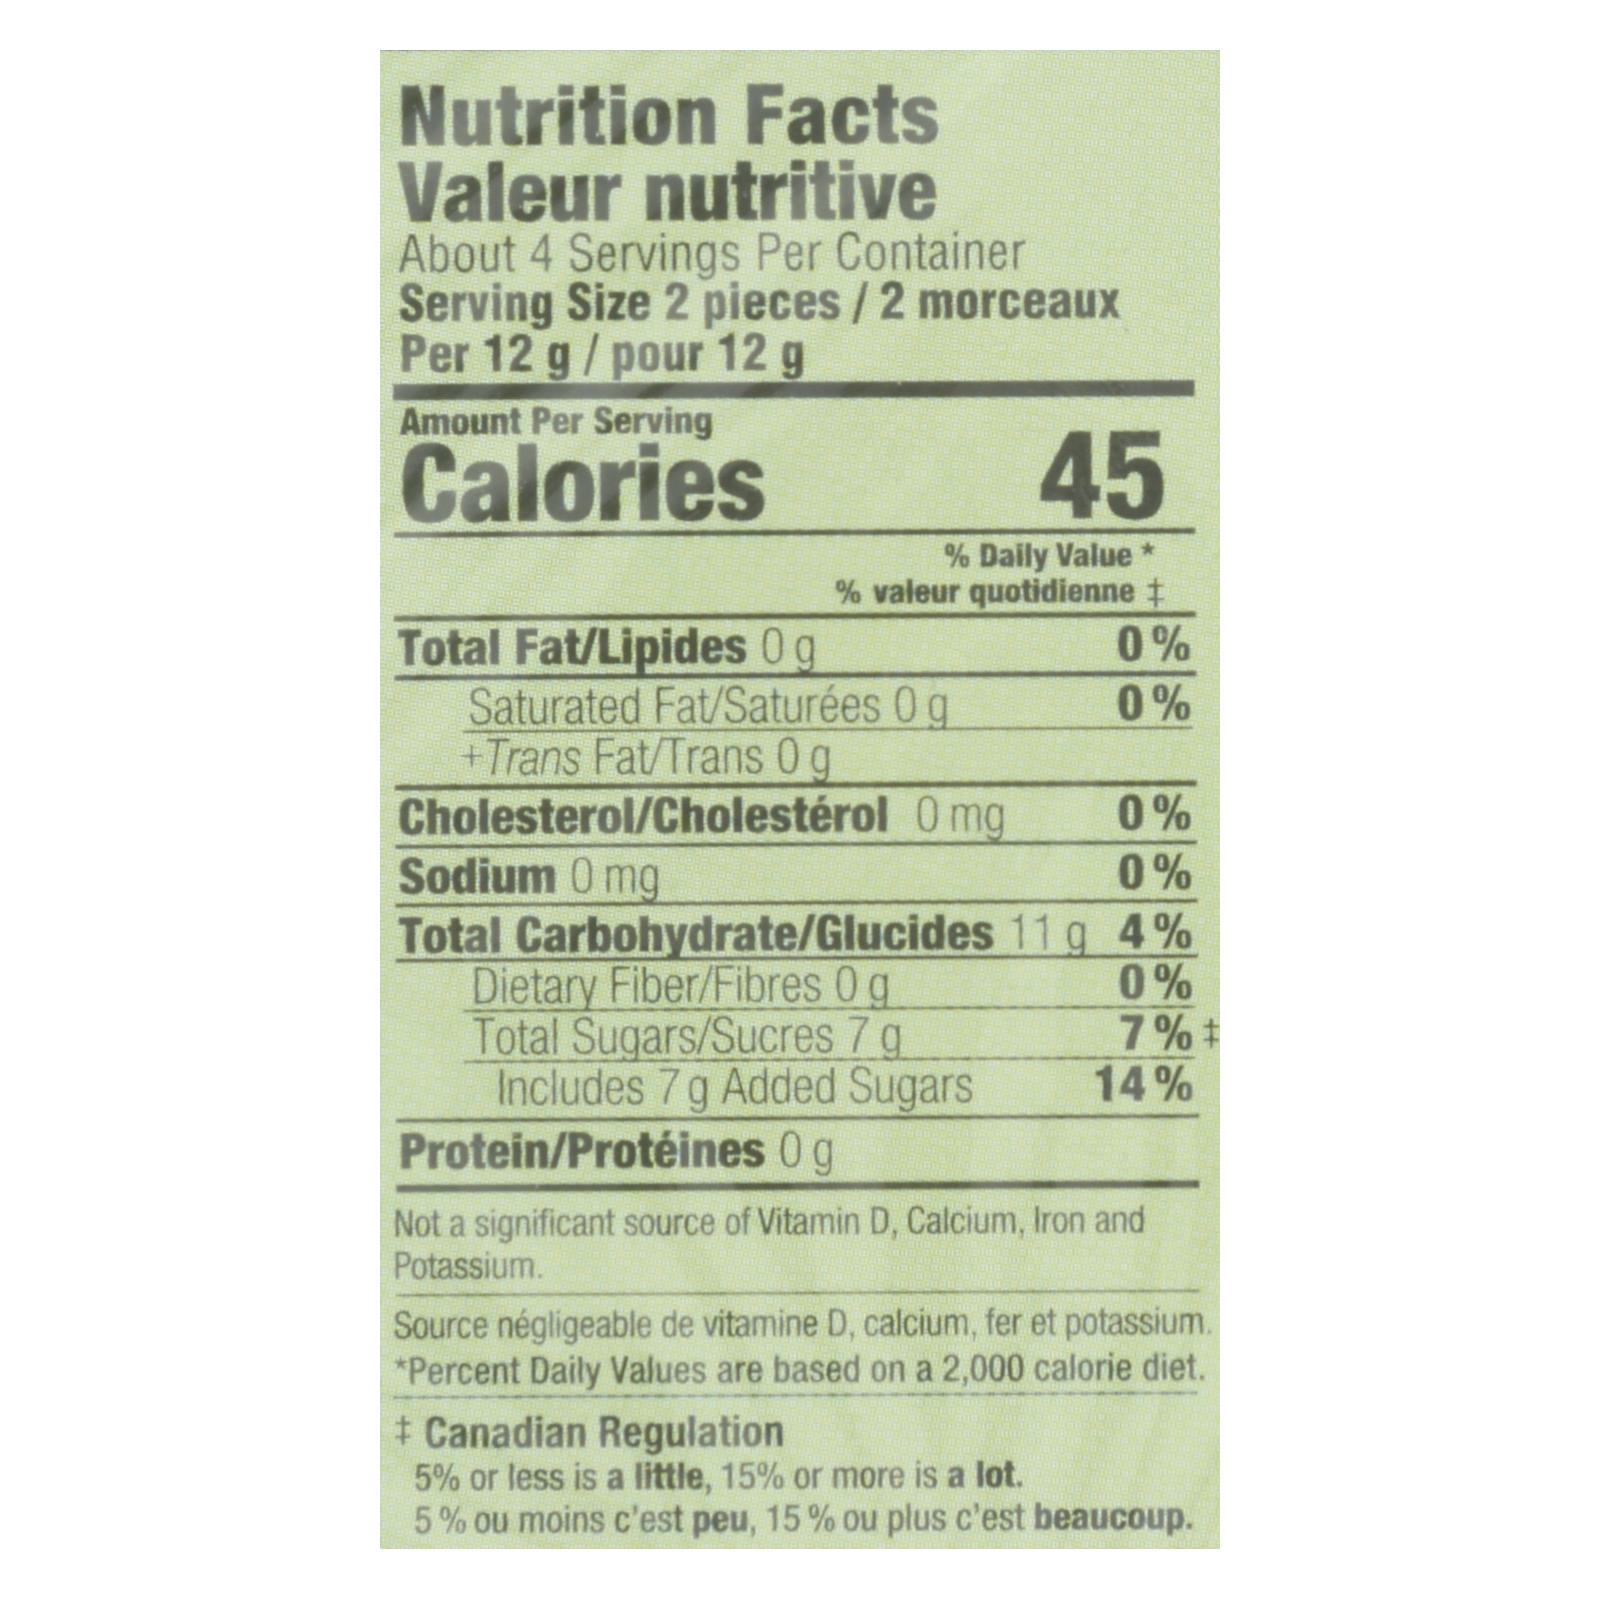 Nutrition Facts
Valeur nutritive
About 4 Servings Per Container
Serving Size 2 pieces / 2 morceaux
Per 12 g / pour 12 g
Amount Per Serving
Calories 45
% Daily Value *
% valeur quotidienne ‡
Total Fat/Lipides 0 g 0 %
Saturated Fat/Saturées 0 g 0 %
+Trans Fat/Trans 0 g
Cholesterol/Cholestérol 0 mg 0 %
Sodium 0 mg 0 %
Total Carbohydrate/Glucides 11 g 4 %
Dietary Fiber/Fibres 0 g 0 %
Total Sugars/Sucres 7 g 7 % ‡
Includes 7 g Added Sugars 14 %
Protein/Protéines 0 g
Not a significant source of Vitamin D, Calcium, Iron and
Potassium.
Source négligeable de vitamine D, calcium, fer et potassium.
*Percent Daily Values are based on a 2,000 calorie diet.
‡ Canadian Regulation
5% or less is a little, 15% or more is a lot.
5 % ou moins c'est peu, 15 % ou plus c'est beaucoup.